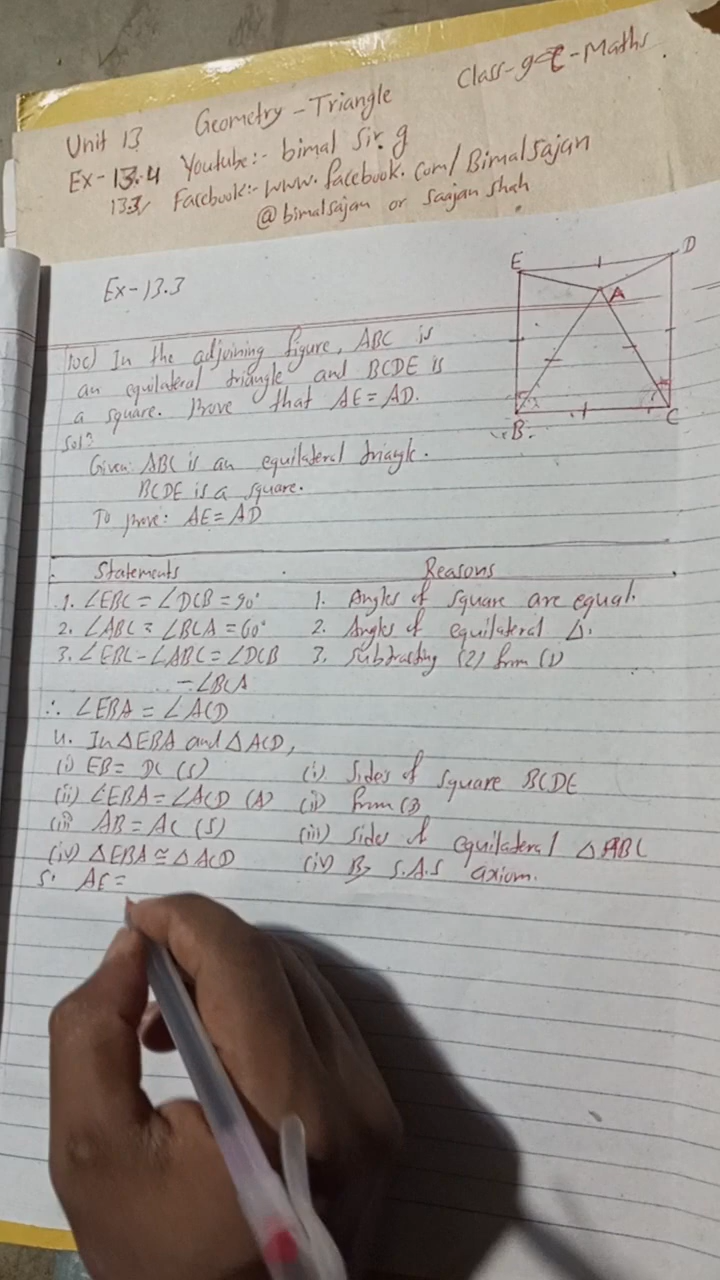 Class-9 - Maths
Unit 13 Geometry - Triangle
Ex-13.4 Youtube:- bimal sir g
13.3/ Facebook:- www.facebook.com/Bimalsajan
@bimalsajan or saajan shah
Ex-13.3
E D
A
B. C
10c) In the adjoining figure, ABC is
an equilateral triangle and BCDE is
a square. Prove that AE = AD.
Solⁿ
Given: ABC is an equilateral triangle.
BCDE is a square.
To prove: AE = AD
Statements Reasons
1. ∠EBC = ∠DCB = 90° 1. Angles of square are equal.
2. ∠ABC = ∠BCA = 60° 2. Angles of equilateral Δ.
3. ∠EBC - ∠ABC = ∠DCB 3. Subtracting (2) from (1)
- ∠BCA
∴ ∠EBA = ∠ACD
4. In ΔEBA and ΔACD,
(i) EB = DC (S) (i) Sides of square BCDE
(ii) ∠EBA = ∠ACD (A) (ii) from (3)
(iii) AB = AC (S) (iii) Sides of equilateral ΔABC
(iv) ΔEBA ≅ ΔACD (iv) By S.A.S axiom.
5. AE =